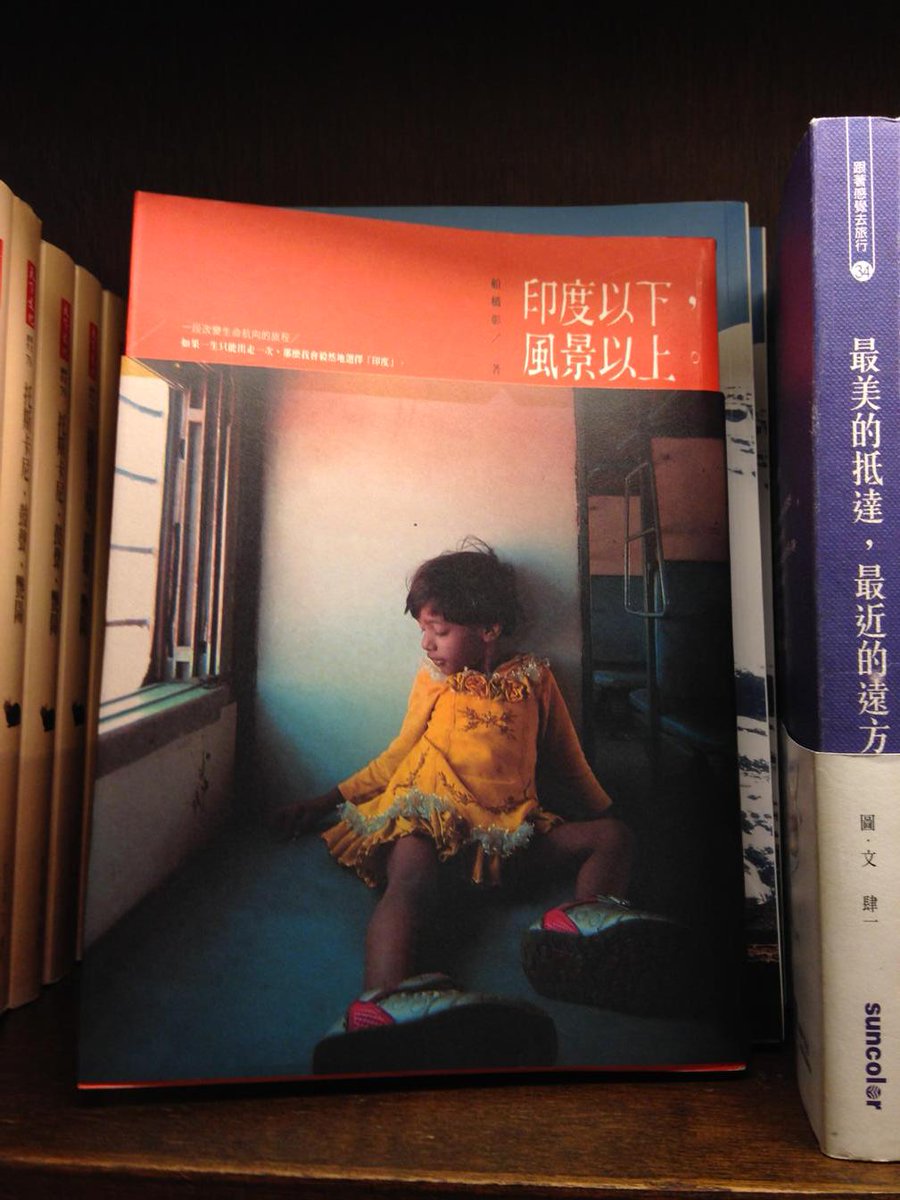 印度以下，
風景以上。
賴樵彰／著
一段改變生命航向的旅程／
如果一生只能出走一次，那麼我會毅然地選擇「印度」。
跟著感覺去旅行
34
最美的抵達，最近的遠方
圖・文 肆一
suncolor